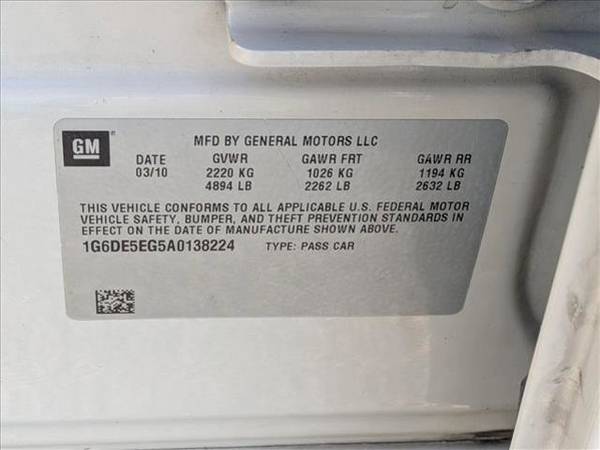 GM ®
MFD BY GENERAL MOTORS LLC
DATE GVWR GAWR FRT GAWR RR
03/10 2220 KG 1026 KG 1194 KG
4894 LB 2262 LB 2632 LB
THIS VEHICLE CONFORMS TO ALL APPLICABLE U.S. FEDERAL MOTOR
VEHICLE SAFETY, BUMPER, AND THEFT PREVENTION STANDARDS IN
EFFECT ON THE DATE OF MANUFACTURE SHOWN ABOVE.
1G6DE5EG5A0138224 TYPE: PASS CAR